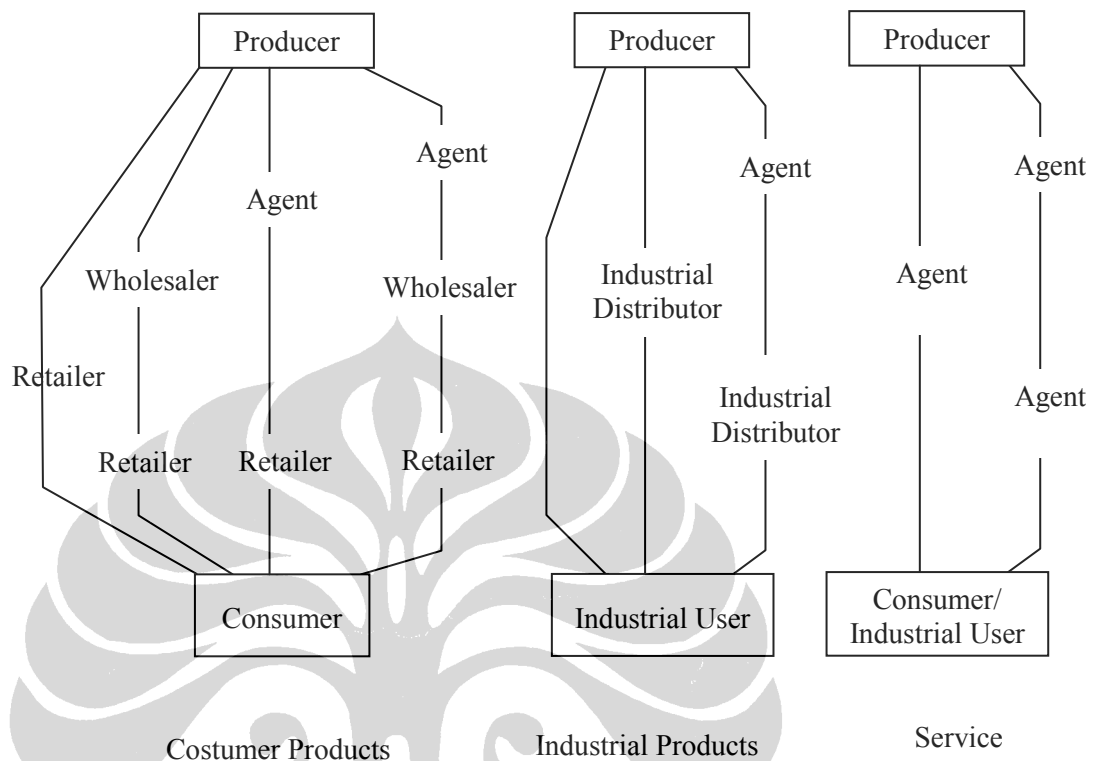 Producer
Agent
Agent
Wholesaler
Wholesaler
Retailer
Retailer
Retailer
Retailer
Consumer
Costumer Products
Producer
Agent
Industrial
Distributor
Industrial
Distributor
Industrial User
Industrial Products
Producer
Agent
Agent
Agent
Consumer/
Industrial User
Service